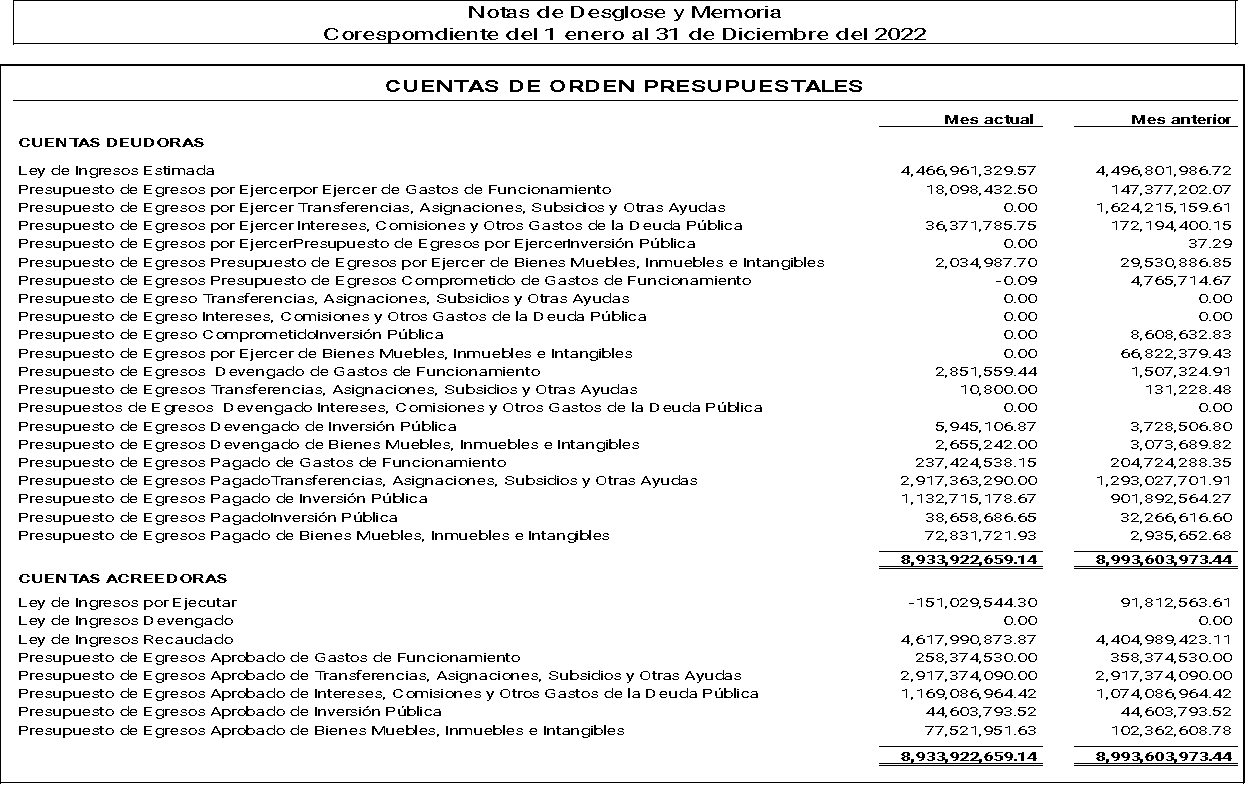 Notas de Desglose y Memoria
Corespomdiente del 1 enero al 31 de Diciembre del 2022
CUENTAS DE ORDEN PRESUPUESTALES
Mes actual Mes anterior
CUENTAS DEUDORAS
Ley de Ingresos Estimada 4,466,961,329.57 4,496,801,986.72
Presupuesto de Egresos por Ejercerpor Ejercer de Gastos de Funcionamiento 18,098,432.50 147,377,202.07
Presupuesto de Egresos por Ejercer Transferencias, Asignaciones, Subsidios y Otras Ayudas 0.00 1,624,215,159.61
Presupuesto de Egresos por Ejercer Intereses, Comisiones y Otros Gastos de la Deuda Pública 36,371,785.75 172,194,400.15
Presupuesto de Egresos por EjercerPresupuesto de Egresos por EjercerInversión Pública 0.00 37.29
Presupuesto de Egresos Presupuesto de Egresos por Ejercer de Bienes Muebles, Inmuebles e Intangibles 2,034,987.70 29,530,886.85
Presupuesto de Egresos Presupuesto de Egresos Comprometido de Gastos de Funcionamiento -0.09 4,765,714.67
Presupuesto de Egreso Transferencias, Asignaciones, Subsidios y Otras Ayudas 0.00 0.00
Presupuesto de Egreso Intereses, Comisiones y Otros Gastos de la Deuda Pública 0.00 0.00
Presupuesto de Egreso ComprometidoInversión Pública 0.00 8,608,632.83
Presupuesto de Egresos por Ejercer de Bienes Muebles, Inmuebles e Intangibles 0.00 66,822,379.43
Presupuesto de Egresos Devengado de Gastos de Funcionamiento 2,851,559.44 1,507,324.91
Presupuesto de Egresos Transferencias, Asignaciones, Subsidios y Otras Ayudas 10,800.00 131,228.48
Presupuestos de Egresos Devengado Intereses, Comisiones y Otros Gastos de la Deuda Pública 0.00 0.00
Presupuesto de Egresos Devengado de Inversión Pública 5,945,106.87 3,728,506.80
Presupuesto de Egresos Devengado de Bienes Muebles, Inmuebles e Intangibles 2,655,242.00 3,073,689.82
Presupuesto de Egresos Pagado de Gastos de Funcionamiento 237,424,538.15 204,724,288.35
Presupuesto de Egresos PagadoTransferencias, Asignaciones, Subsidios y Otras Ayudas 2,917,363,290.00 1,293,027,701.91
Presupuesto de Egresos Pagado de Inversión Pública 1,132,715,178.67 901,892,564.27
Presupuesto de Egresos PagadoInversión Pública 38,658,686.65 32,266,616.60
Presupuesto de Egresos Pagado de Bienes Muebles, Inmuebles e Intangibles 72,831,721.93 2,935,652.68
8,933,922,659.14 8,993,603,973.44
CUENTAS ACREEDORAS
Ley de Ingresos por Ejecutar -151,029,544.30 91,812,563.61
Ley de Ingresos Devengado 0.00 0.00
Ley de Ingresos Recaudado 4,617,990,873.87 4,404,989,423.11
Presupuesto de Egresos Aprobado de Gastos de Funcionamiento 258,374,530.00 358,374,530.00
Presupuesto de Egresos Aprobado de Transferencias, Asignaciones, Subsidios y Otras Ayudas 2,917,374,090.00 2,917,374,090.00
Presupuesto de Egresos Aprobado de Intereses, Comisiones y Otros Gastos de la Deuda Pública 1,169,086,964.42 1,074,086,964.42
Presupuesto de Egresos Aprobado de Inversión Pública 44,603,793.52 44,603,793.52
Presupuesto de Egresos Aprobado de Bienes Muebles, Inmuebles e Intangibles 77,521,951.63 102,362,608.78
8,933,922,659.14 8,993,603,973.44